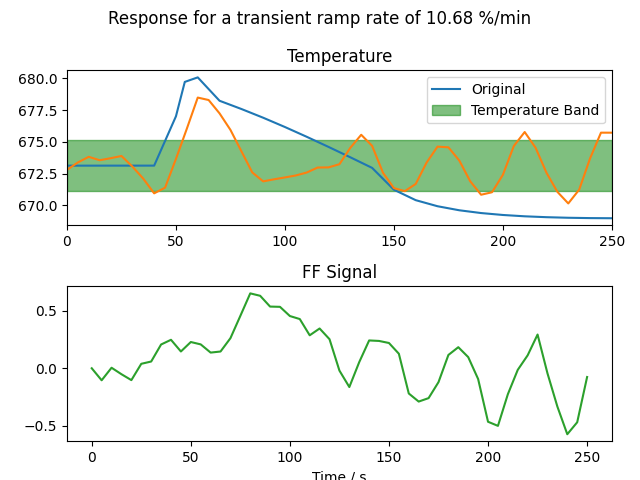 Response for a transient ramp rate of 10.68 %/min
Temperature
680.0
677.5
675.0
672.5
670.0
Original
Temperature Band
0 50 100 150 200 250
FF Signal
0.5
0.0
−0.5
0 50 100 150 200 250
Time / s